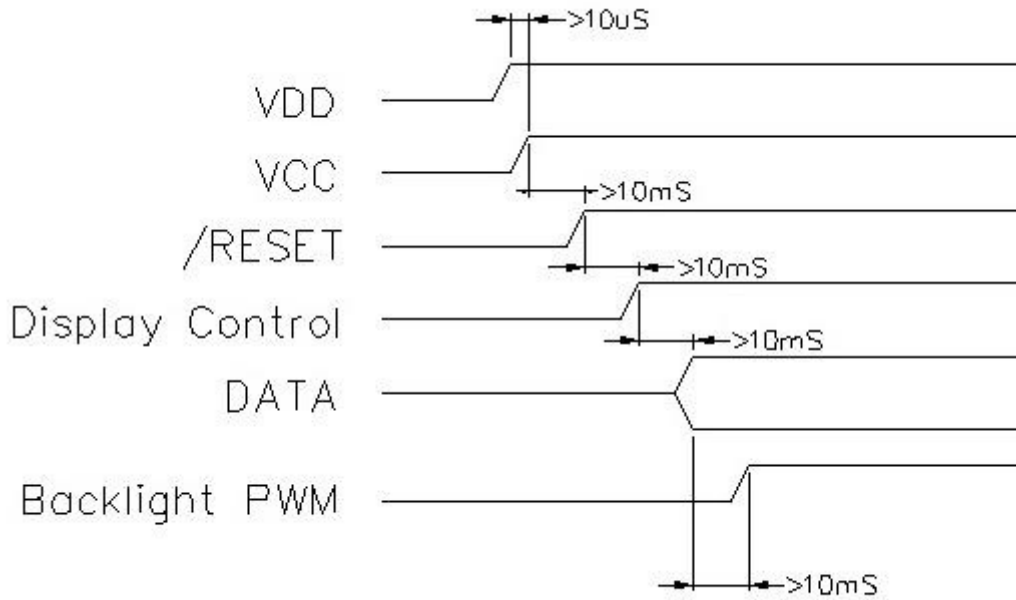 >10uS
VDD
VCC
>10mS
/RESET
>10mS
Display Control
>10mS
DATA
Backlight PWM
>10mS